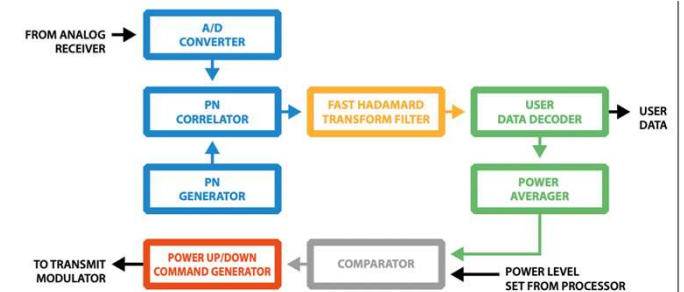 FROM ANALOG
RECEIVER
A/D
CONVERTER
PN
CORRELATOR
FAST HADAMARD
TRANSFORM FILTER
USER
DATA DECODER
USER
DATA
PN
GENERATOR
POWER
AVERAGER
TO TRANSMIT
MODULATOR
POWER UP/DOWN
COMMAND GENERATOR
COMPARATOR
POWER LEVEL
SET FROM PROCESSOR